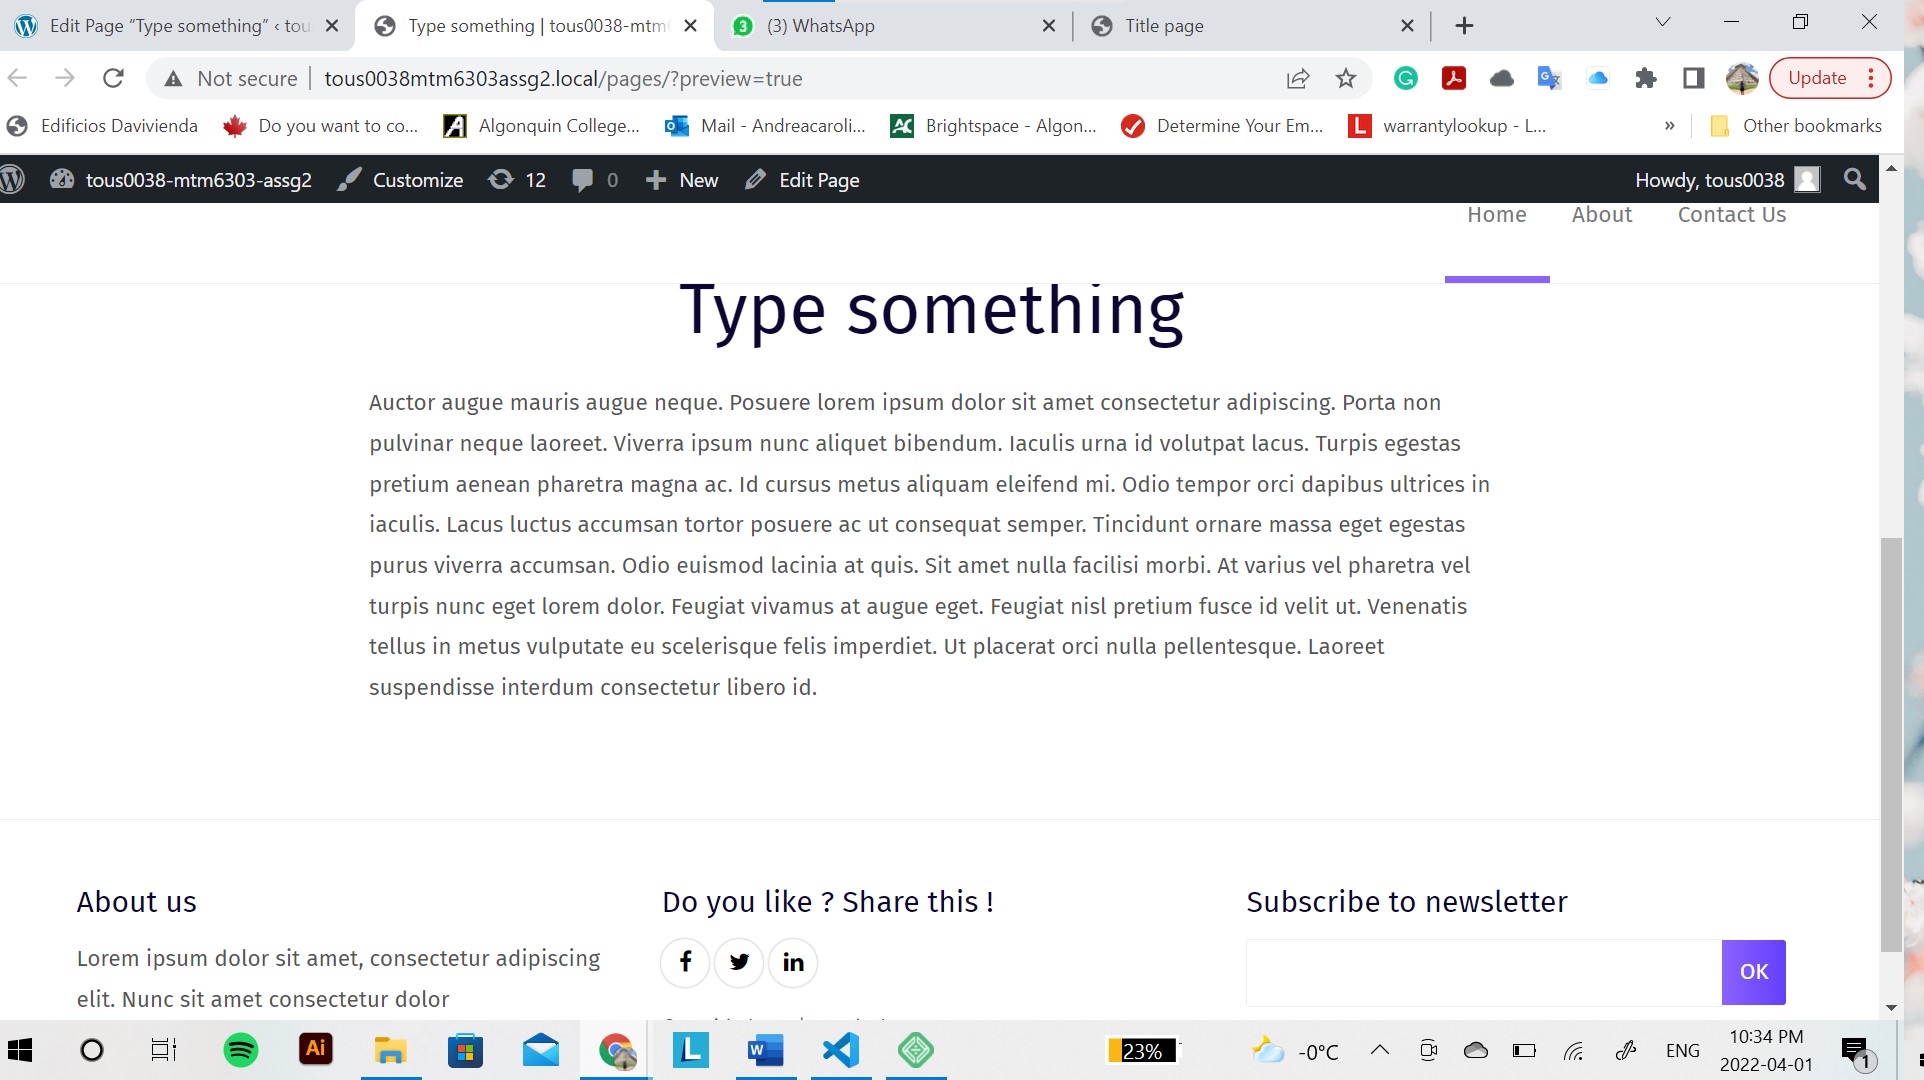 Edit Page “Type something” ‹ tou
Type something | tous0038-mtm
3
(3) WhatsApp
Title page
Not secure
tous0038mtm6303assg2.local/pages/?preview=true
Update
Edificios Davivienda
Do you want to co...
Algonquin College...
Mail - Andreacaroli...
Brightspace - Algon...
Determine Your Em...
L
warrantylookup - L...
»
Other bookmarks
tous0038-mtm6303-assg2
Customize
12
0
New
Edit Page
Howdy, tous0038
Home
About
Contact Us
Type something
Auctor augue mauris augue neque. Posuere lorem ipsum dolor sit amet consectetur adipiscing. Porta non
pulvinar neque laoreet. Viverra ipsum nunc aliquet bibendum. Iaculis urna id volutpat lacus. Turpis egestas
pretium aenean pharetra magna ac. Id cursus metus aliquam eleifend mi. Odio tempor orci dapibus ultrices in
iaculis. Lacus luctus accumsan tortor posuere ac ut consequat semper. Tincidunt ornare massa eget egestas
purus viverra accumsan. Odio euismod lacinia at quis. Sit amet nulla facilisi morbi. At varius vel pharetra vel
turpis nunc eget lorem dolor. Feugiat vivamus at augue eget. Feugiat nisl pretium fusce id velit ut. Venenatis
tellus in metus vulputate eu scelerisque felis imperdiet. Ut placerat orci nulla pellentesque. Laoreet
suspendisse interdum consectetur libero id.
About us
Lorem ipsum dolor sit amet, consectetur adipiscing
elit. Nunc sit amet consectetur dolor
Do you like ? Share this !
Subscribe to newsletter
OK
Ai
L
W
23%
-0°C
ENG
10:34 PM
2022-04-01
1